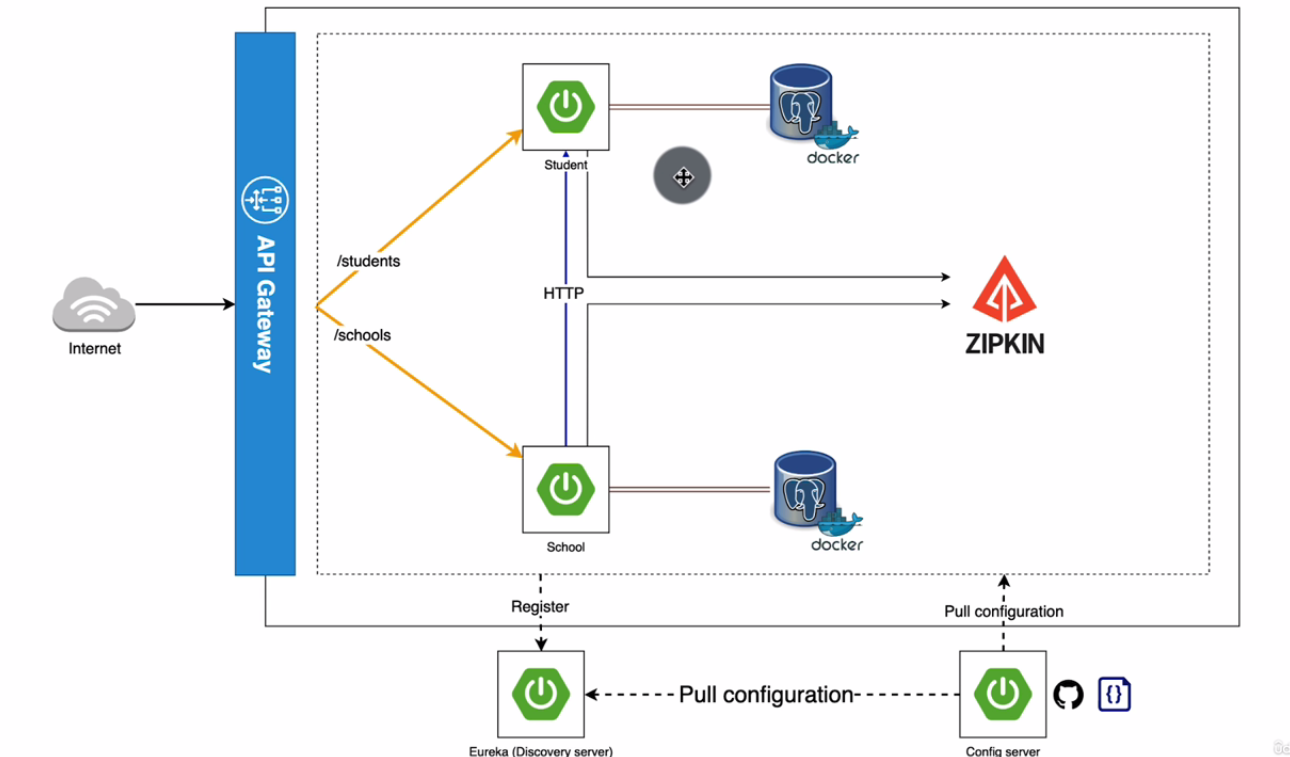 Internet
API Gateway
/students
/schools
Student
HTTP
School
docker
docker
ZIPKIN
Register
Pull configuration
Pull configuration
{}
Eureka (Discovery server)
Config server